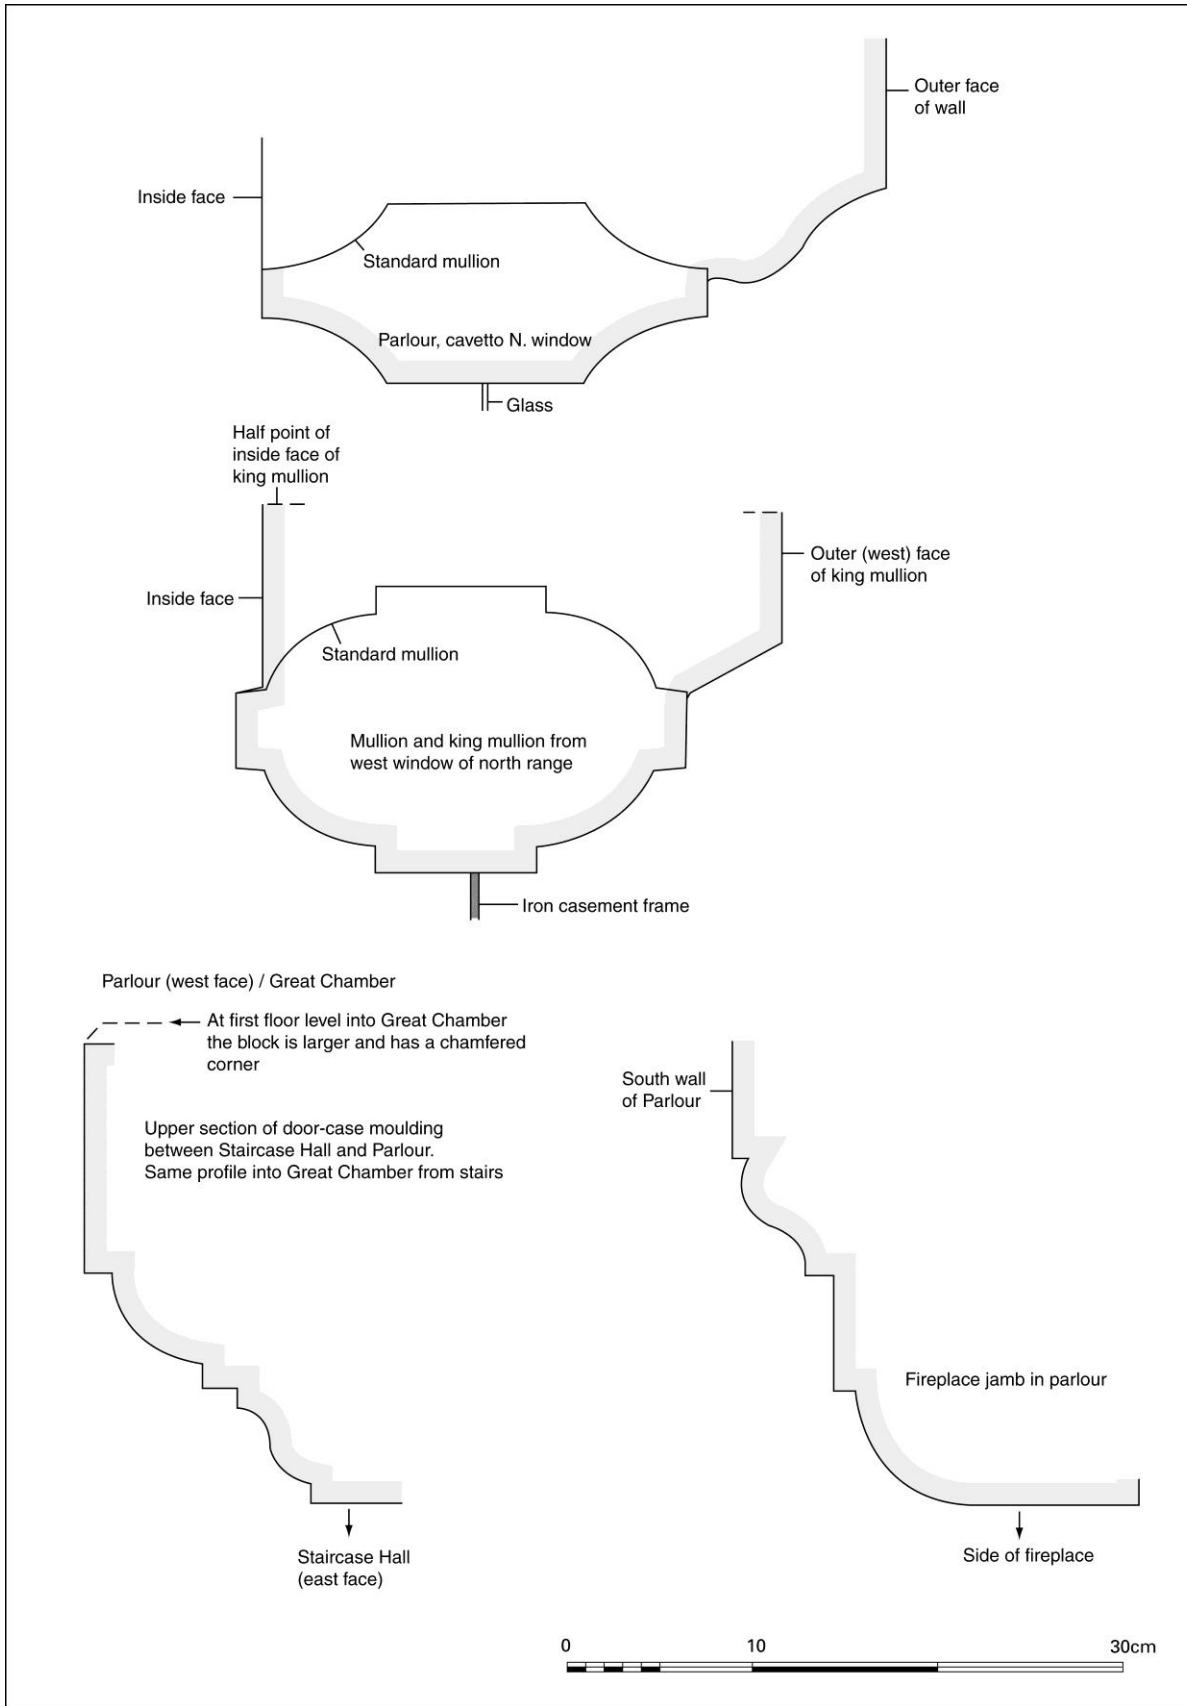 Outer face
of wall
Inside face
Standard mullion
Parlour, cavetto N. window
Glass
Half point of
inside face of
king mullion
Outer (west) face
of king mullion
Inside face
Standard mullion
Mullion and king mullion from
west window of north range
Iron casement frame
Parlour (west face) / Great Chamber
At first floor level into Great Chamber
the block is larger and has a chamfered
corner
South wall
of Parlour
Upper section of door-case moulding
between Staircase Hall and Parlour.
Same profile into Great Chamber from stairs
Fireplace jamb in parlour
Staircase Hall
(east face)
Side of fireplace
0 10 30cm